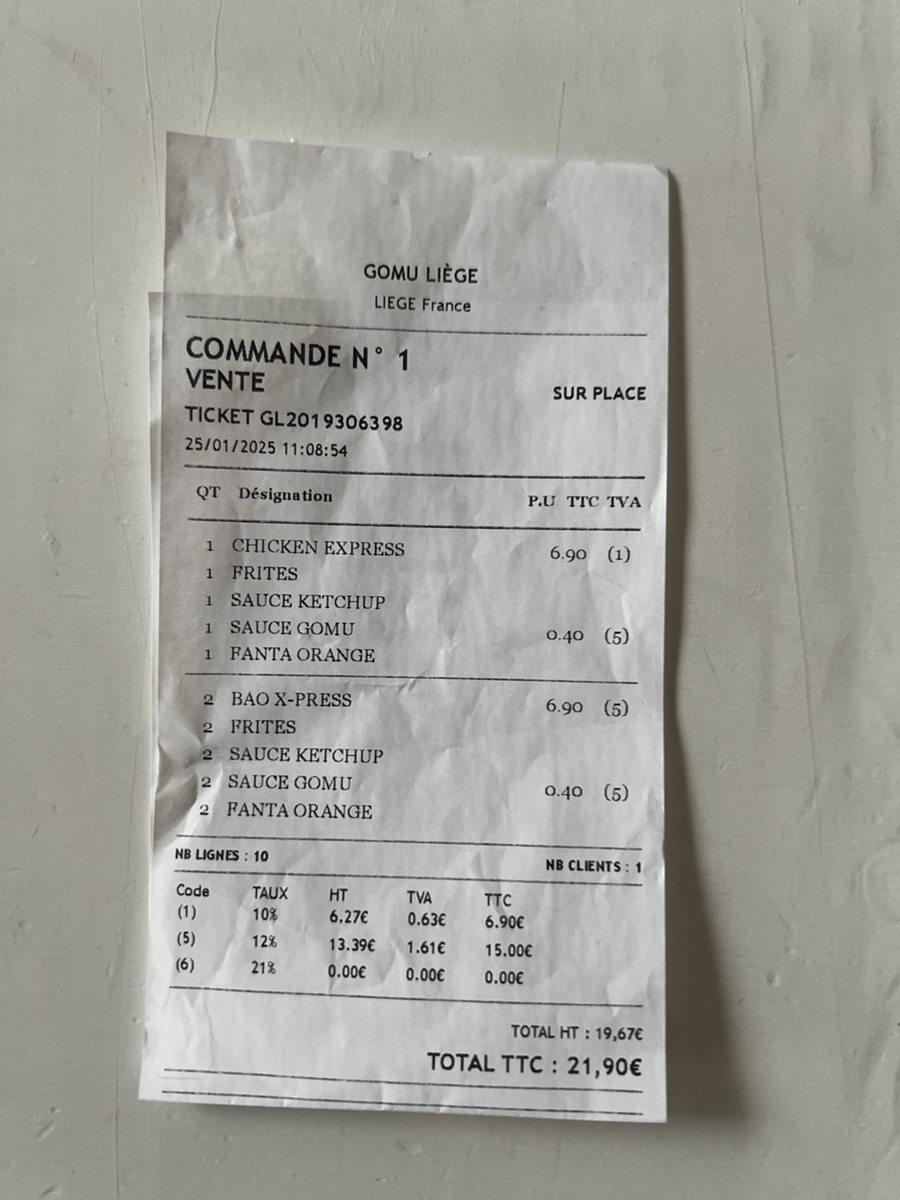 GOMU LIÈGE
LIEGE France
COMMANDE N° 1
VENTE
SUR PLACE
TICKET GL2019306398
25/01/2025 11:08:54
QT Désignation P.U TTC TVA
1 CHICKEN EXPRESS 6.90 (1)
1 FRITES
1 SAUCE KETCHUP
1 SAUCE GOMU 0.40 (5)
1 FANTA ORANGE
2 BAO X-PRESS 6.90 (5)
2 FRITES
2 SAUCE KETCHUP
2 SAUCE GOMU 0.40 (5)
2 FANTA ORANGE
NB LIGNES : 10 NB CLIENTS : 1
Code TAUX HT TVA TTC
(1) 10% 6.27€ 0.63€ 6.90€
(5) 12% 13.39€ 1.61€ 15.00€
(6) 21% 0.00€ 0.00€ 0.00€
TOTAL HT : 19,67€
TOTAL TTC : 21,90€